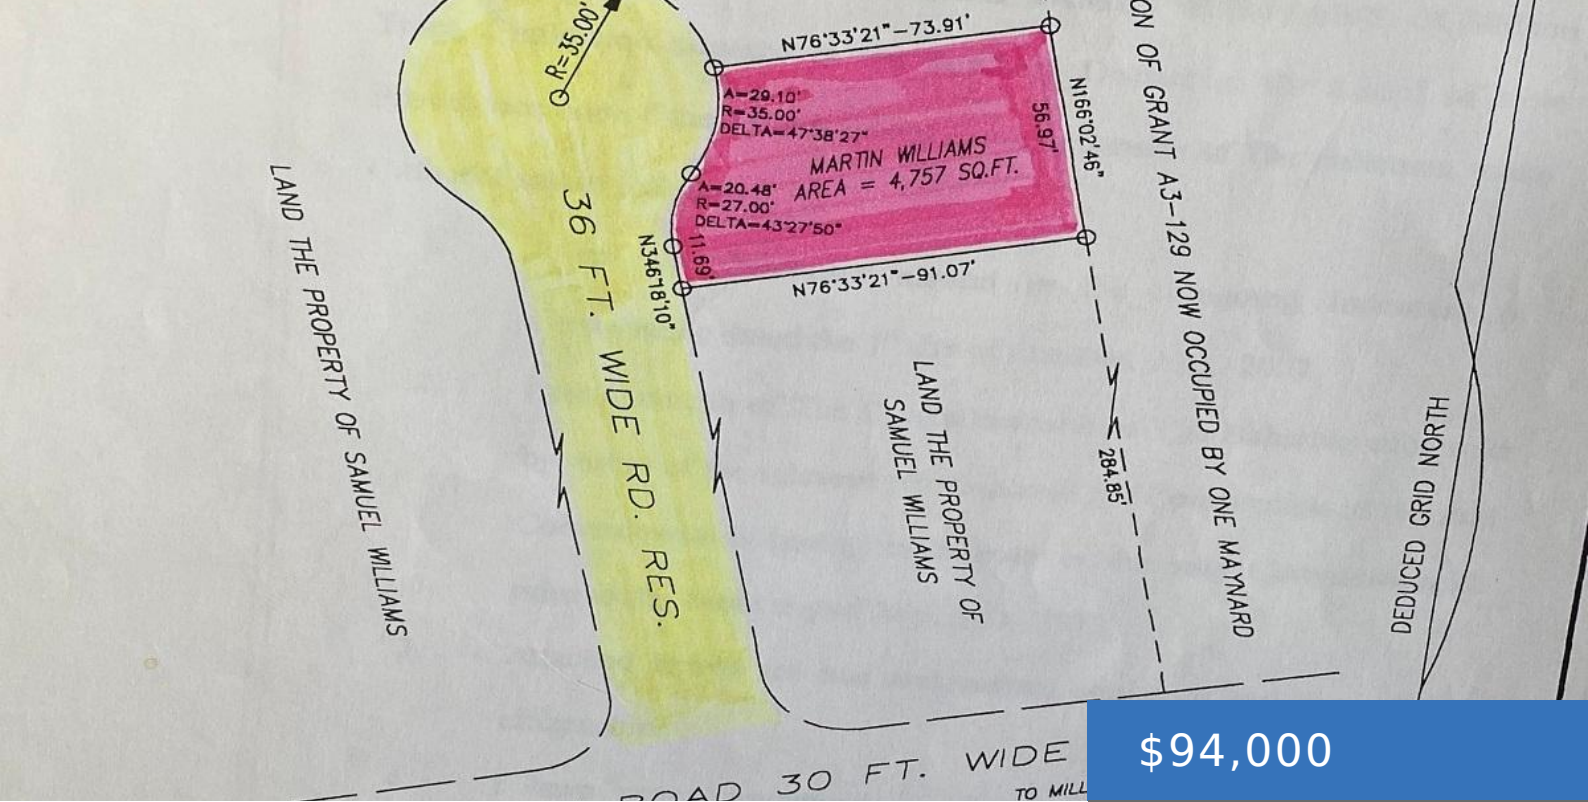 R=35.00'
N76°33'21"-73.91'
A=29.10'
R=35.00'
DELTA=47°38'27"
MARTIN WILLIAMS
AREA = 4,757 SQ.FT.
56.97'
N166°02'46"
A=20.48'
R=27.00'
DELTA=43°27'50"
11.69'
N346°18'10"
N76°33'21"-91.07'
36 FT. WIDE RD. RES.
LAND THE PROPERTY OF SAMUEL WILLIAMS
LAND THE PROPERTY OF
SAMUEL WILLIAMS
284.85'
ON OF GRANT A3-129 NOW OCCUPIED BY ONE MAYNARD
DEDUCED GRID NORTH
ROAD 30 FT. WIDE
TO MILL
$94,000